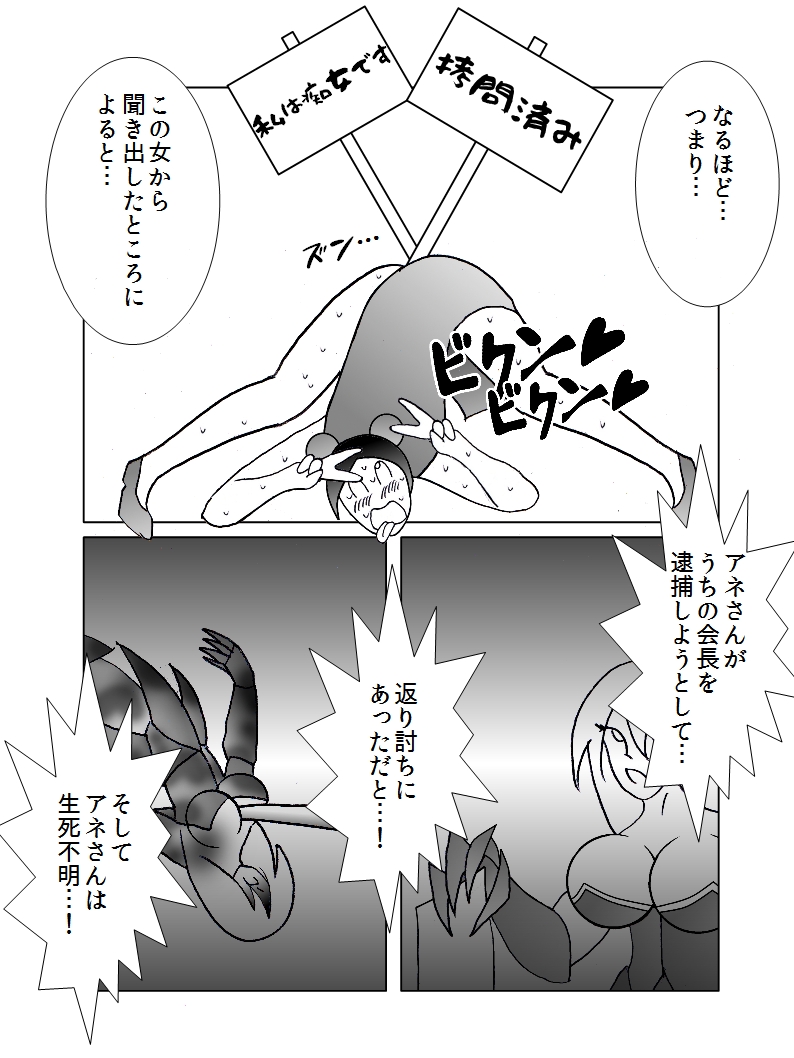 なるほど…
つまり…
拷問済み
私は痴女です
この女から
聞き出したところに
よると…
ズン…
ビクン♥
ビクン♥
アネさんが
うちの会長を
逮捕しようとして…
返り討ちに
あっただと…！
そして
アネさんは
生死不明…！